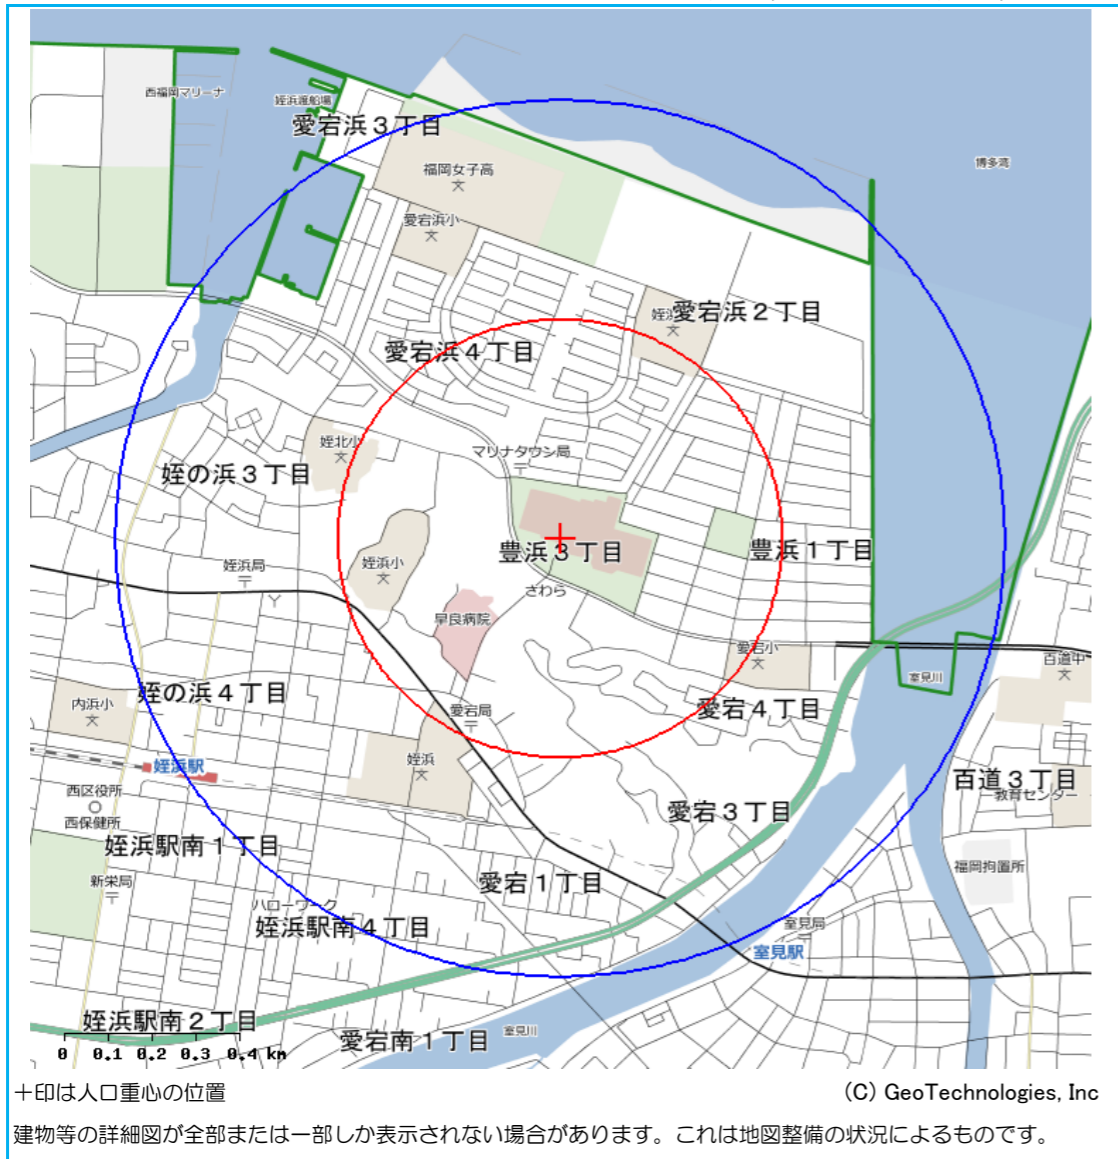 西福岡マリーナ
姪浜渡船場
愛宕浜３丁目
博多湾
福岡女子高
愛宕浜小
愛宕浜２丁目
愛宕浜４丁目
姪北小
マリナタウン局
姪の浜３丁目
豊浜３丁目
豊浜１丁目
姪浜局
姪浜小
さわら
早良病院
愛宕小
百道中
室見川
姪の浜４丁目
内浜小
愛宕局
愛宕４丁目
姪浜
姪浜駅
百道３丁目
教育センター
西区役所
西保健所
愛宕３丁目
姪浜駅南１丁目
福岡拘置所
新栄局
愛宕１丁目
ハローワーク
姪浜駅南４丁目
室見局
室見駅
姪浜駅南２丁目
愛宕南１丁目
室見川
0 0.1 0.2 0.3 0.4 km
＋印は人口重心の位置
(C) GeoTechnologies, Inc
建物等の詳細図が全部または一部しか表示されない場合があります。これは地図整備の状況によるものです。